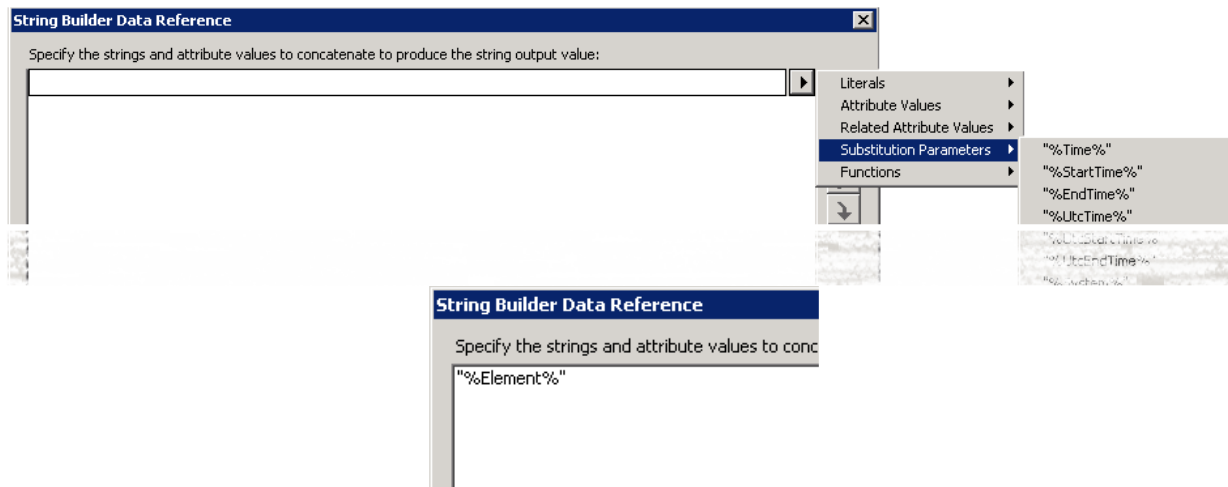 String Builder Data Reference
Specify the strings and attribute values to concatenate to produce the string output value:
Literals
Attribute Values
Related Attribute Values
Substitution Parameters
Functions
"%Time%"
"%StartTime%"
"%EndTime%"
"%UtcTime%"
"%UtcStartTime%
"%UtcEndTime%"
String Builder Data Reference
Specify the strings and attribute values to conc
"%Element%"